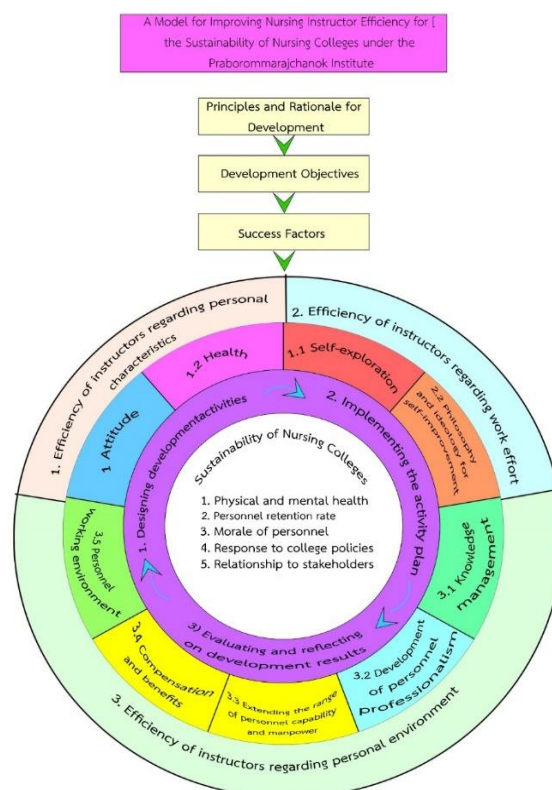 A Model for Improving Nursing Instructor Efficiency for [
the Sustainability of Nursing Colleges under the
Praborommarajchanok Institute
Principles and Rationale for
Development
Development Objectives
Success Factors
1. Efficiency of instructors regarding personal
characteristics
2. Efficiency of instructors regarding work effort
3. Efficiency of instructors regarding personal environment
1 Attitude
1.2 Health
1.1 Self-exploration
2.2 Philosophy
and ideology for
self-improvement
3.1 Knowledge
management
3.2 Development
of personnel
professionalism
3.3 Extending the range
of personnel capability
and manpower
3.4 Compensation
and benefits
3.5 Personnel
working environment
1. Designing developmentactivities
2. Implementing the activity plan
3) Evaluating and reflecting
on development results
Sustainability of Nursing Colleges
1. Physical and mental health
2. Personnel retention rate
3. Morale of personnel
4. Response to college policies
5. Relationship to stakeholders